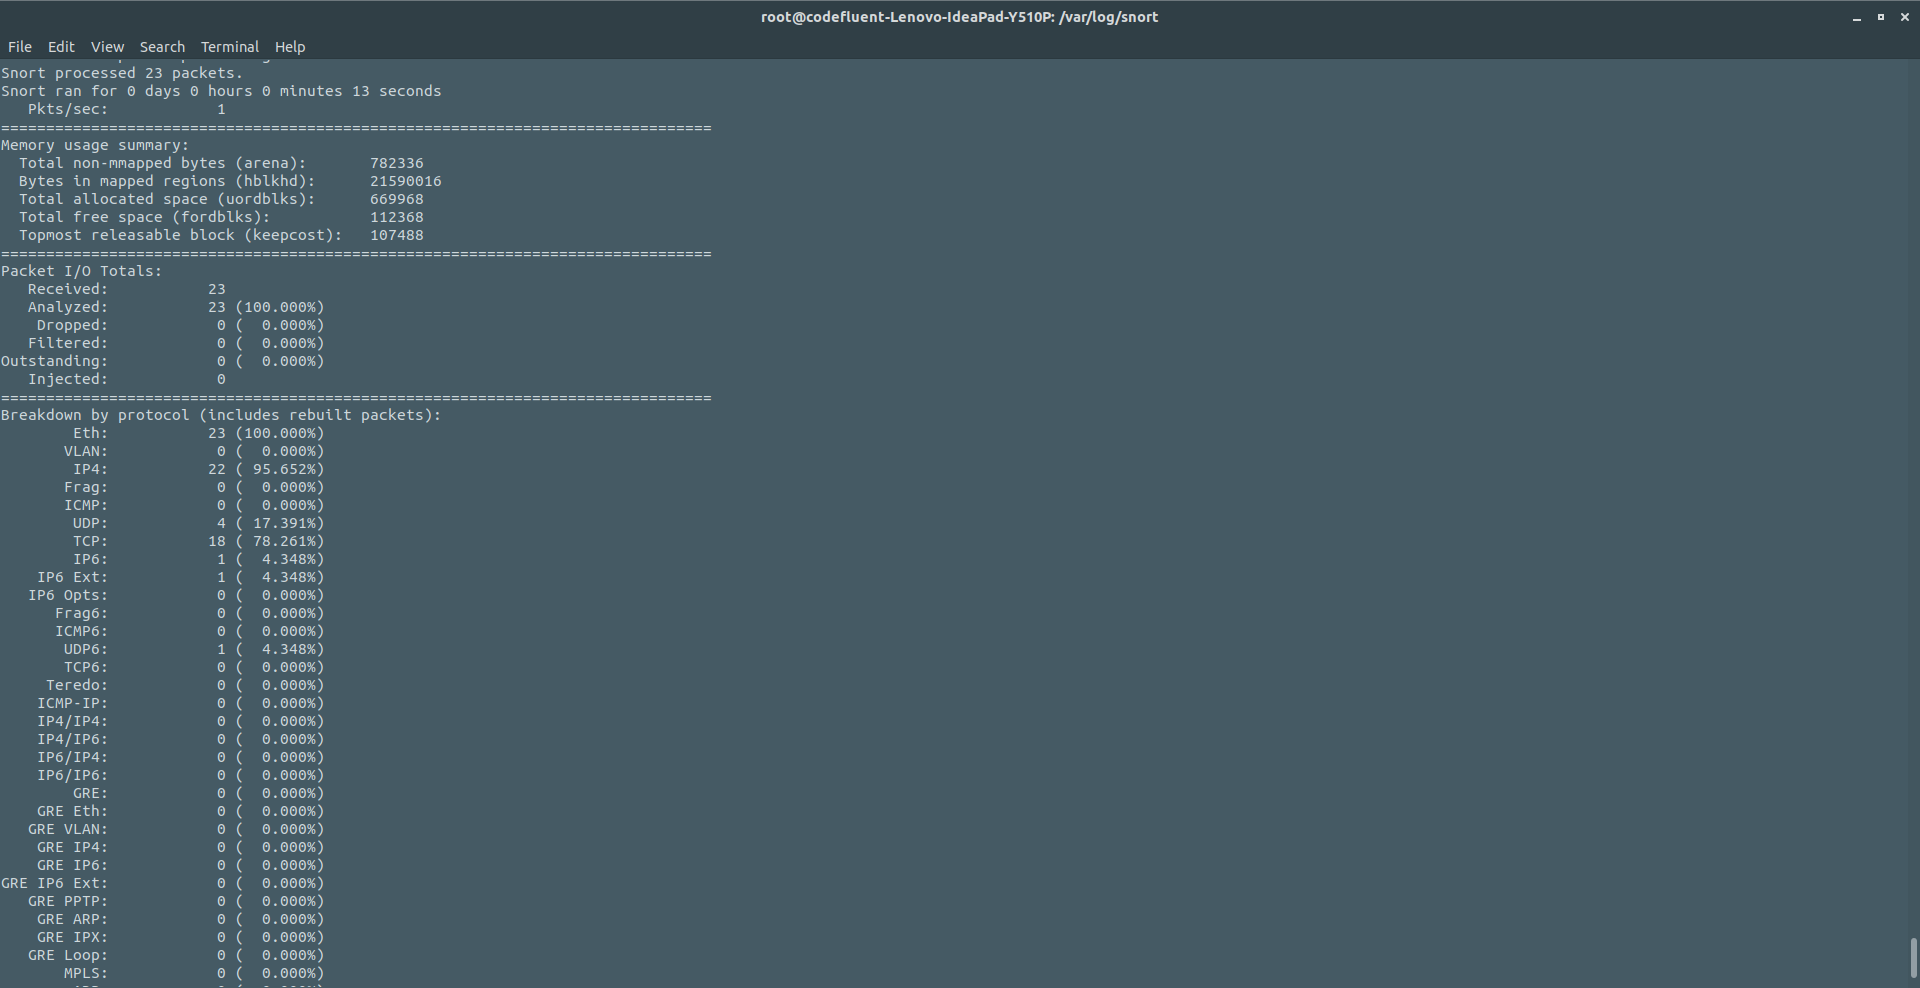 root@codefluent-Lenovo-IdeaPad-Y510P: /var/log/snort
File Edit View Search Terminal Help
Snort processed 23 packets.
Snort ran for 0 days 0 hours 0 minutes 13 seconds
   Pkts/sec:            1
===============================================================================
Memory usage summary:
  Total non-mmapped bytes (arena):       782336
  Bytes in mapped regions (hblkhd):      21590016
  Total allocated space (uordblks):      669968
  Total free space (fordblks):           112368
  Topmost releasable block (keepcost):   107488
===============================================================================
Packet I/O Totals:
   Received:           23
   Analyzed:           23 (100.000%)
    Dropped:            0 (  0.000%)
   Filtered:            0 (  0.000%)
Outstanding:            0 (  0.000%)
   Injected:            0
===============================================================================
Breakdown by protocol (includes rebuilt packets):
        Eth:           23 (100.000%)
       VLAN:            0 (  0.000%)
        IP4:           22 ( 95.652%)
       Frag:            0 (  0.000%)
       ICMP:            0 (  0.000%)
        UDP:            4 ( 17.391%)
        TCP:           18 ( 78.261%)
        IP6:            1 (  4.348%)
    IP6 Ext:            1 (  4.348%)
   IP6 Opts:            0 (  0.000%)
      Frag6:            0 (  0.000%)
      ICMP6:            0 (  0.000%)
       UDP6:            1 (  4.348%)
       TCP6:            0 (  0.000%)
     Teredo:            0 (  0.000%)
    ICMP-IP:            0 (  0.000%)
    IP4/IP4:            0 (  0.000%)
    IP4/IP6:            0 (  0.000%)
    IP6/IP4:            0 (  0.000%)
    IP6/IP6:            0 (  0.000%)
        GRE:            0 (  0.000%)
    GRE Eth:            0 (  0.000%)
   GRE VLAN:            0 (  0.000%)
    GRE IP4:            0 (  0.000%)
    GRE IP6:            0 (  0.000%)
GRE IP6 Ext:            0 (  0.000%)
   GRE PPTP:            0 (  0.000%)
    GRE ARP:            0 (  0.000%)
    GRE IPX:            0 (  0.000%)
   GRE Loop:            0 (  0.000%)
       MPLS:            0 (  0.000%)